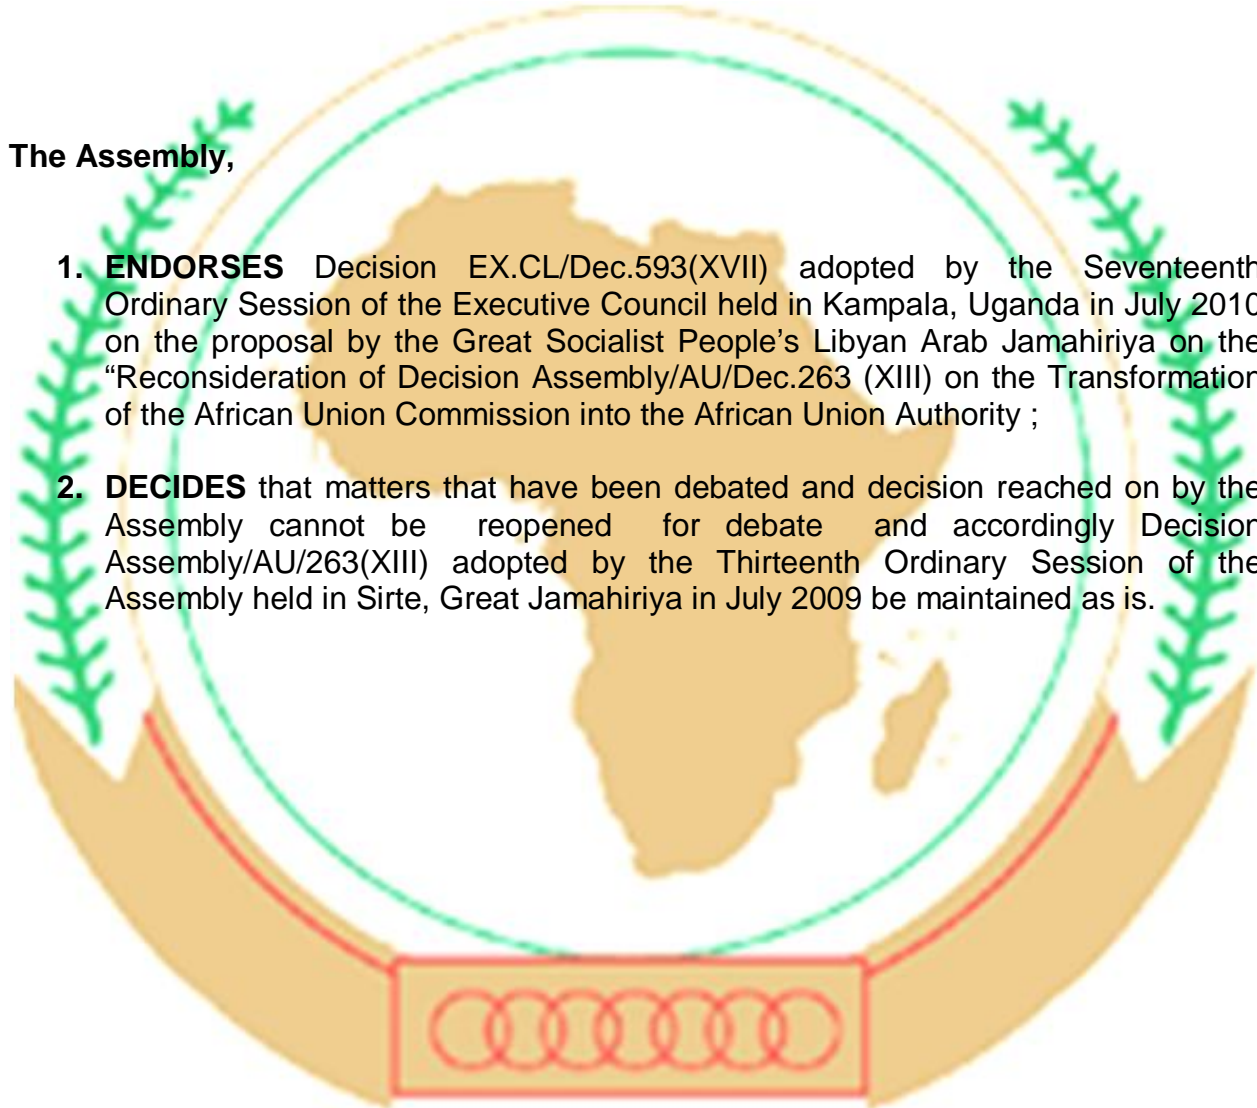 The Assembly,
1. ENDORSES Decision EX.CL/Dec.593(XVII) adopted by the Seventeenth
Ordinary Session of the Executive Council held in Kampala, Uganda in July 2010
on the proposal by the Great Socialist People’s Libyan Arab Jamahiriya on the
“Reconsideration of Decision Assembly/AU/Dec.263 (XIII) on the Transformation
of the African Union Commission into the African Union Authority ;
2. DECIDES that matters that have been debated and decision reached on by the
Assembly cannot be reopened for debate and accordingly Decision
Assembly/AU/263(XIII) adopted by the Thirteenth Ordinary Session of the
Assembly held in Sirte, Great Jamahiriya in July 2009 be maintained as is.